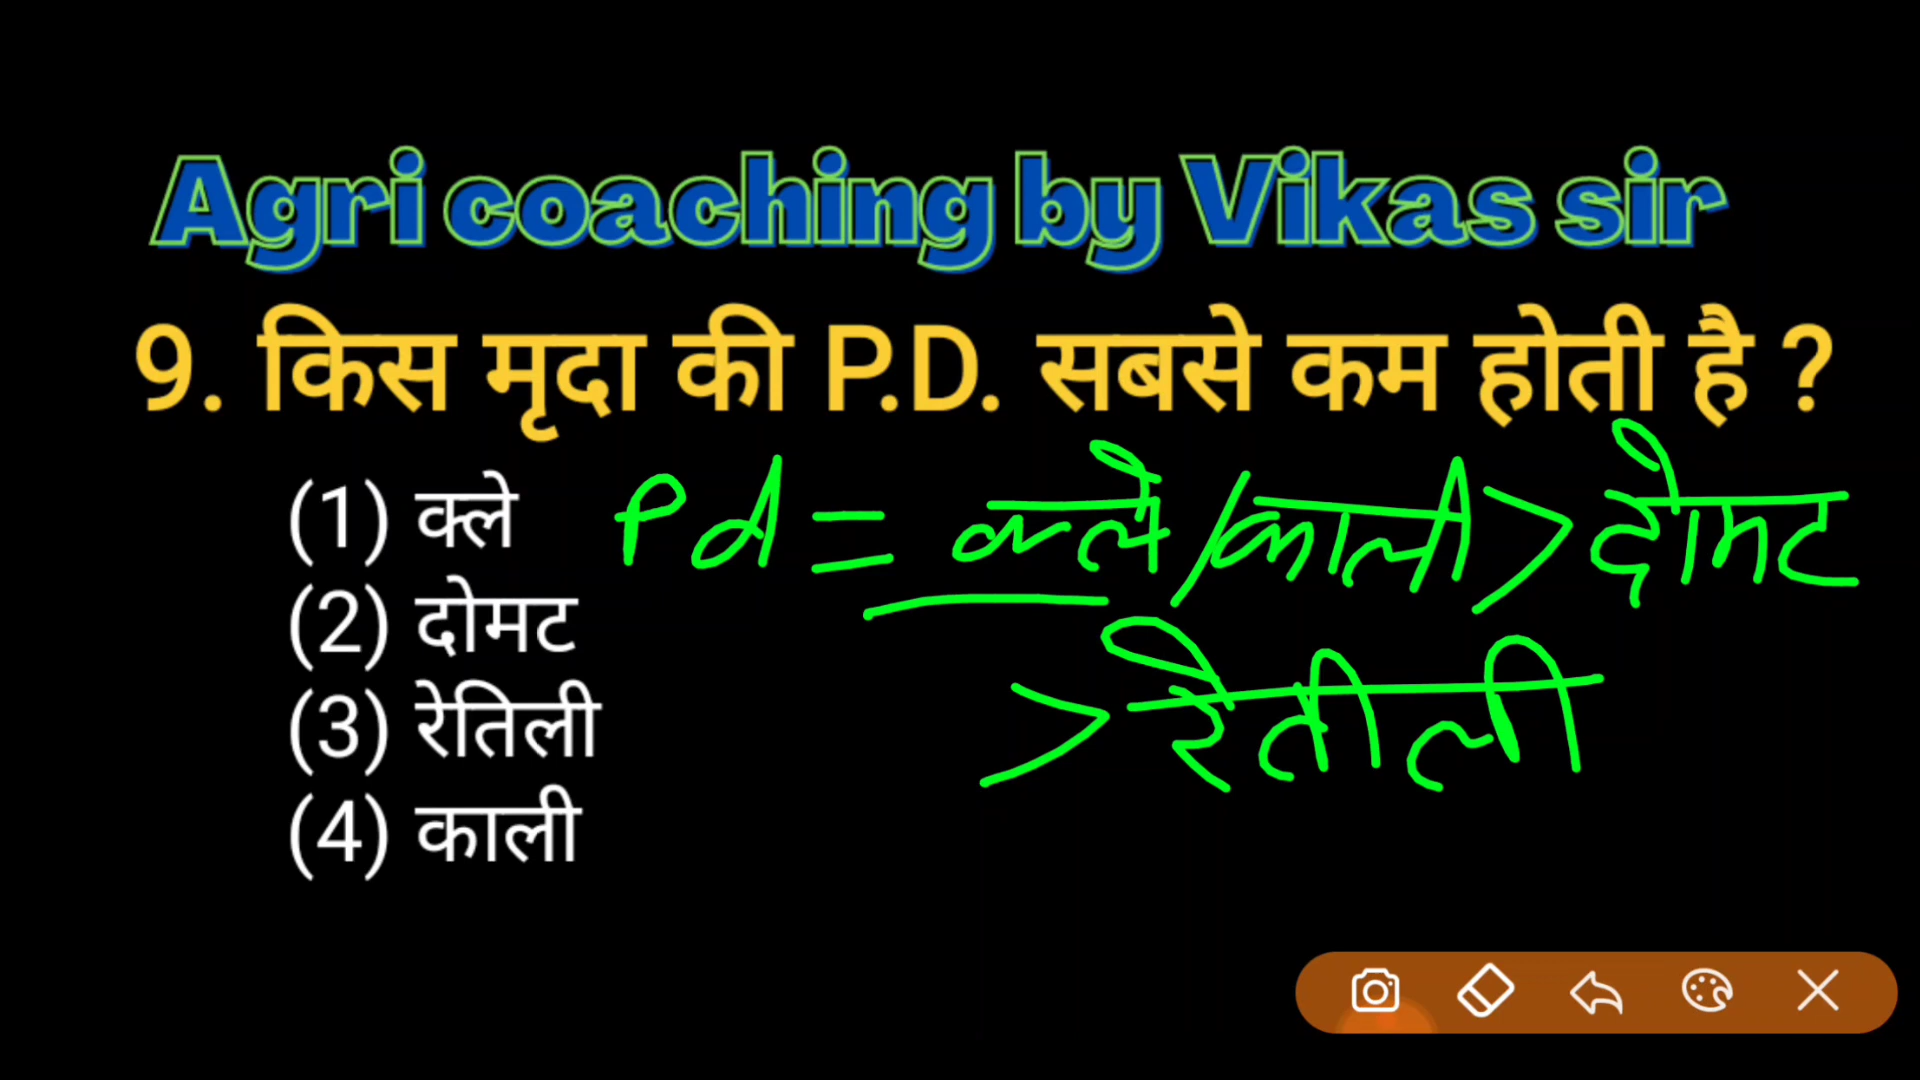 Agri coaching by Vikas sir
9. किस मृदा की P.D. सबसे कम होती है ?
(1) क्ले
Pd = क्ले/काली > दोमट
(2) दोमट
> रेतीली
(3) रेतिली
(4) काली